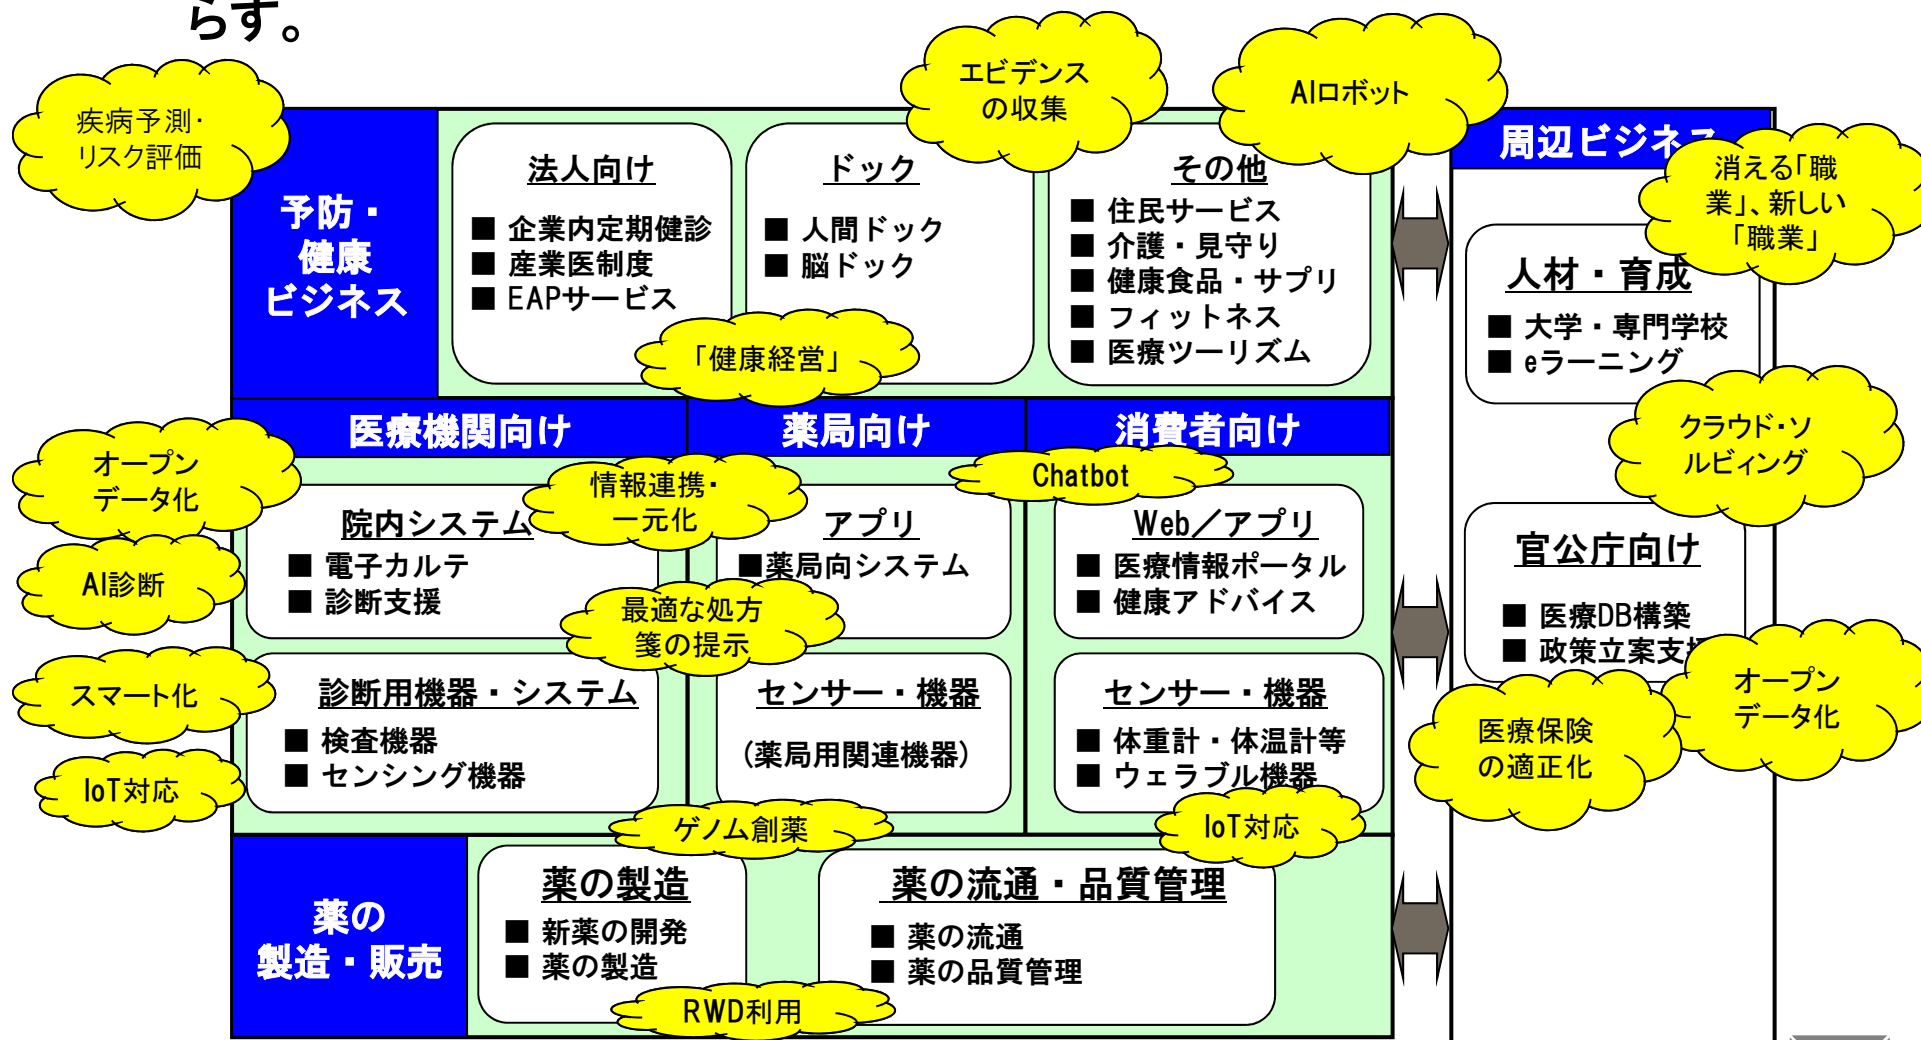 らす。
疾病予測・
リスク評価
エビデンス
の収集
AIロボット
予防・
健康
ビジネス
法人向け
■ 企業内定期健診
■ 産業医制度
■ EAPサービス
ドック
■ 人間ドック
■ 脳ドック
その他
■ 住民サービス
■ 介護・見守り
■ 健康食品・サプリ
■ フィットネス
■ 医療ツーリズム
「健康経営」
周辺ビジネス
消える「職
業」、新しい
「職業」
人材・育成
■ 大学・専門学校
■ eラーニング
クラウド・ソ
ルビィング
医療機関向け
薬局向け
消費者向け
オープン
データ化
情報連携・
一元化
Chatbot
AI診断
院内システム
■ 電子カルテ
■ 診断支援
アプリ
■薬局向システム
Web／アプリ
■ 医療情報ポータル
■ 健康アドバイス
最適な処方
箋の提示
官公庁向け
■ 医療DB構築
■ 政策立案支援
オープン
データ化
医療保険
の適正化
スマート化
IoT対応
診断用機器・システム
■ 検査機器
■ センシング機器
センサー・機器
(薬局用関連機器)
センサー・機器
■ 体重計・体温計等
■ ウェラブル機器
ゲノム創薬
IoT対応
薬の
製造・販売
薬の製造
■ 新薬の開発
■ 薬の製造
薬の流通・品質管理
■ 薬の流通
■ 薬の品質管理
RWD利用